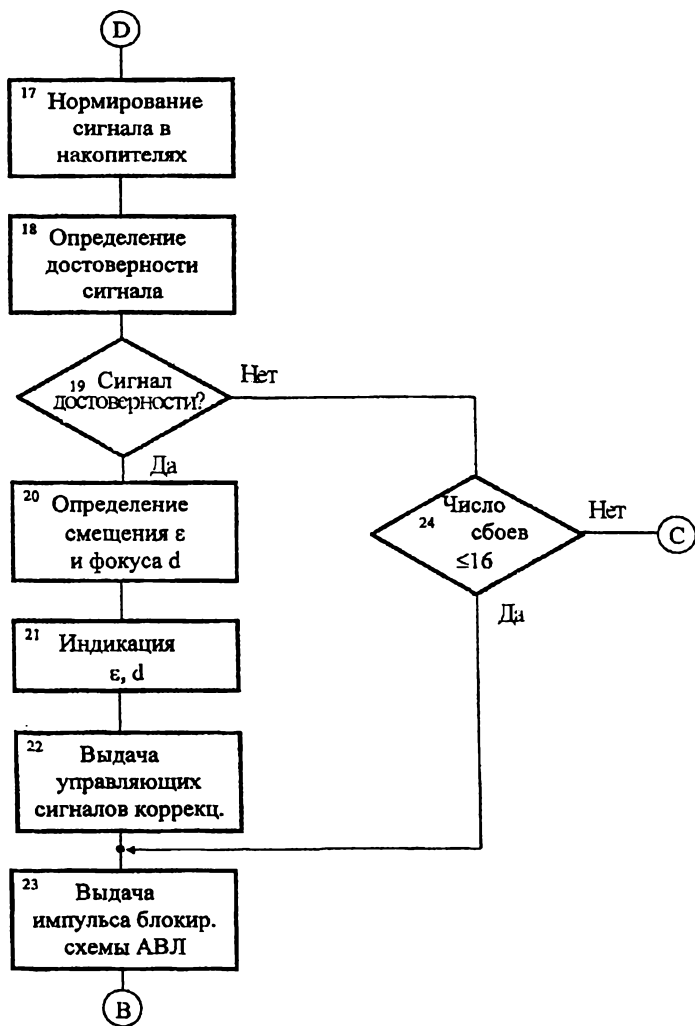 D
17 Нормирование
сигнала в
накопителях
18 Определение
достоверности
сигнала
19 Сигнал
достоверности?
Нет
Да
20 Определение
смещения ε
и фокуса d
24 Число
сбоев
≤16
Нет
C
Да
21 Индикация
ε, d
22 Выдача
управляющих
сигналов коррекц.
23 Выдача
импульса блокир.
схемы АВЛ
B